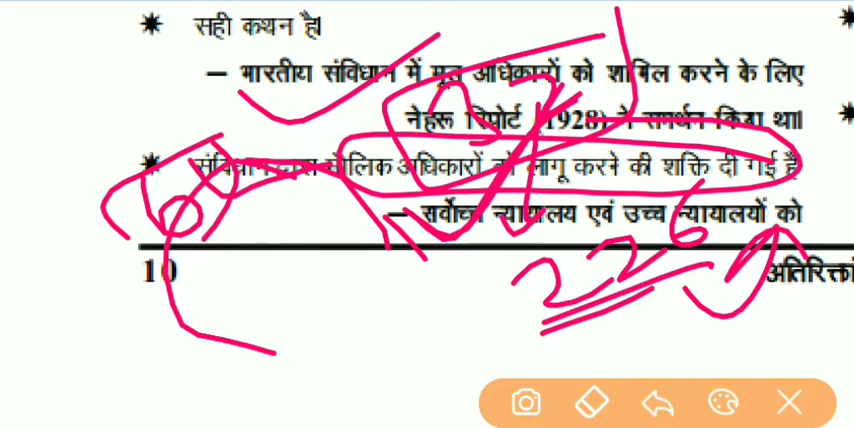 * सही कथन है।
– भारतीय संविधान में मूल अधिकारों को शामिल करने के लिए
नेहरू रिपोर्ट (1928) ने समर्थन किया था।
* संविधान द्वारा मौलिक अधिकारों को लागू करने की शक्ति दी गई है
– सर्वोच्च न्यायालय एवं उच्च न्यायालयों को
226
10